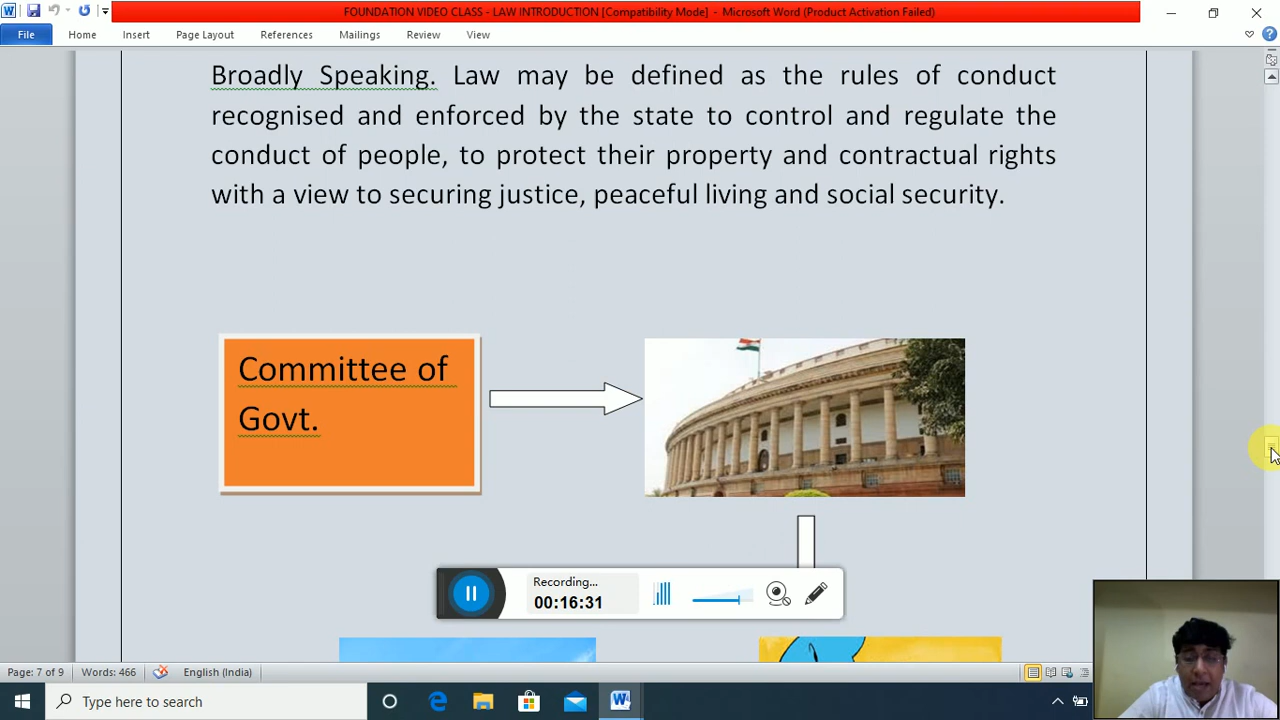 FOUNDATION VIDEO CLASS - LAW INTRODUCTION [Compatibility Mode] - Microsoft Word (Product Activation Failed)
File Home Insert Page Layout References Mailings Review View
Broadly Speaking. Law may be defined as the rules of conduct
recognised and enforced by the state to control and regulate the
conduct of people, to protect their property and contractual rights
with a view to securing justice, peaceful living and social security.
Committee of
Govt.
Recording...
00:16:31
Page: 7 of 9 Words: 466 English (India)
Type here to search